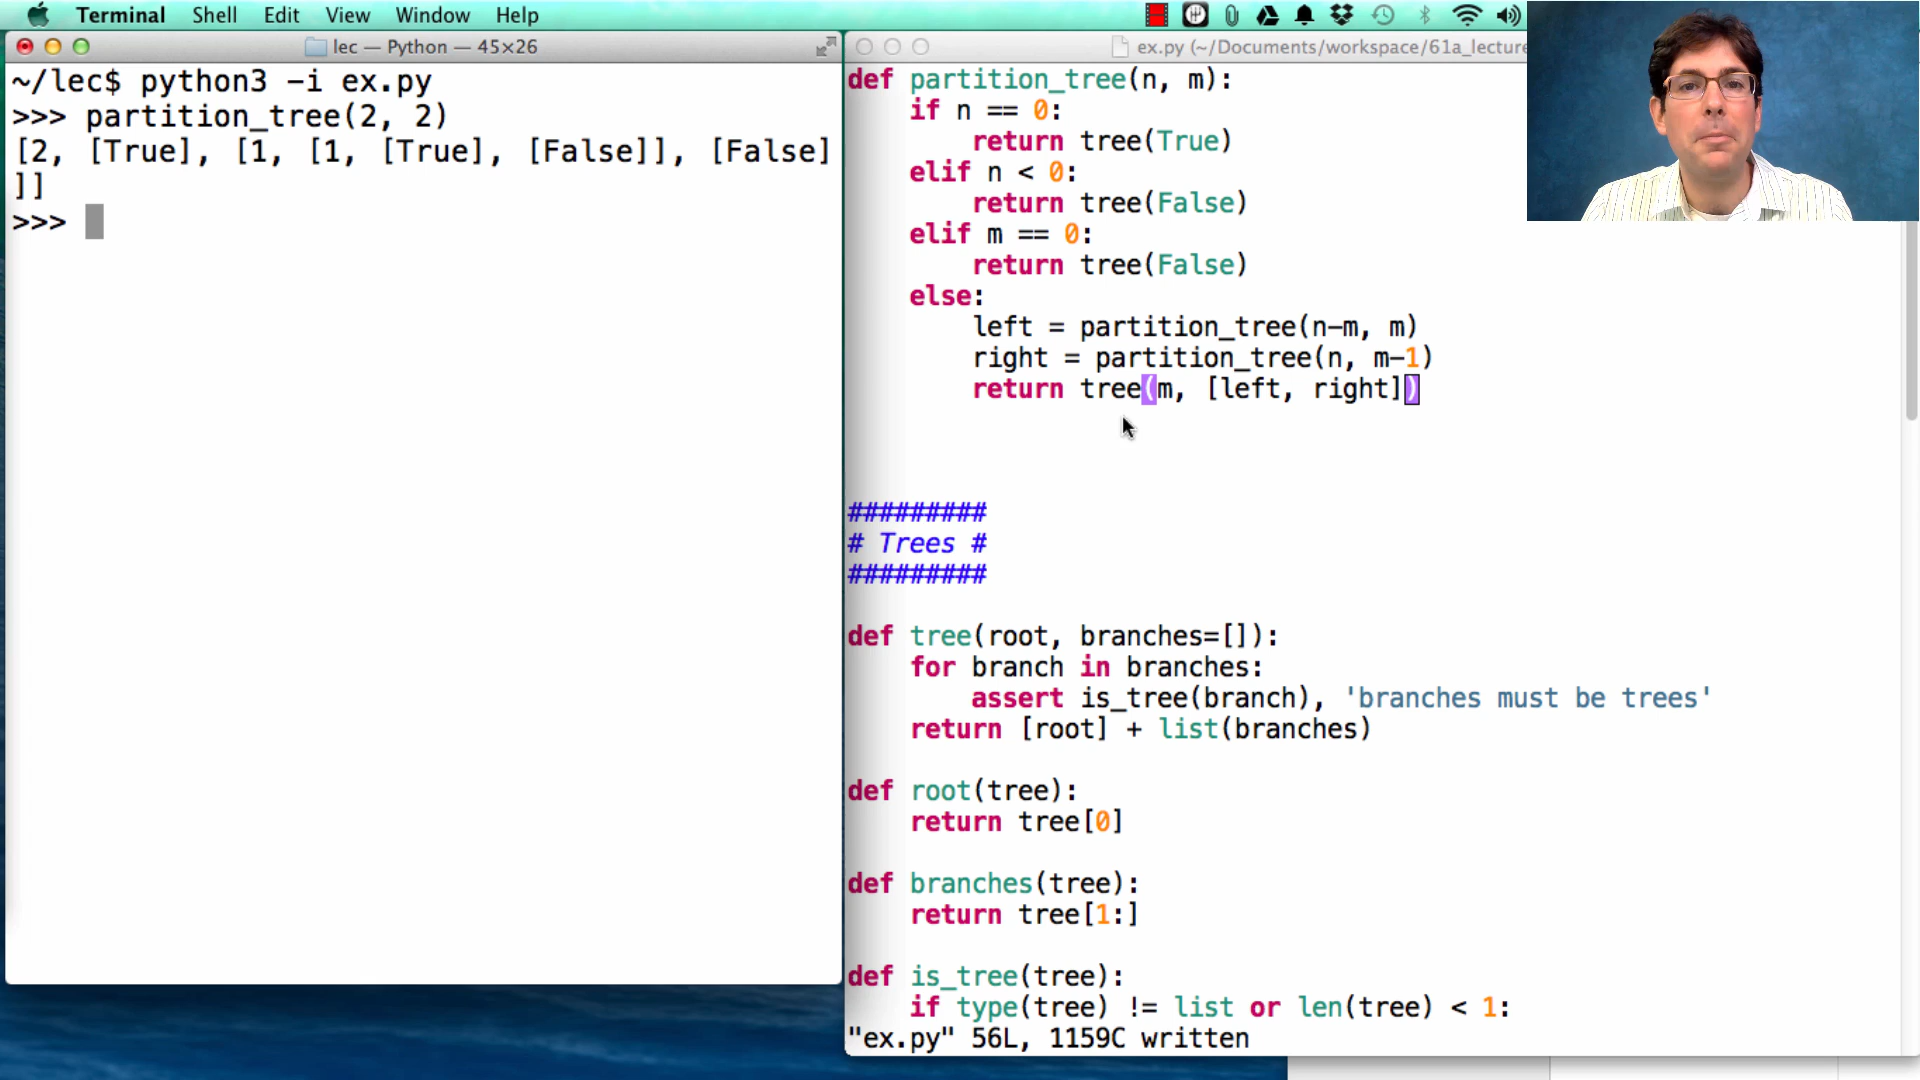 Terminal Shell Edit View Window Help
lec — Python — 45×26
~/lec$ python3 -i ex.py
>>> partition_tree(2, 2)
[2, [True], [1, [1, [True], [False]], [False]
]]
>>>
ex.py (~/Documents/workspace/61a_lecture
def partition_tree(n, m):
    if n == 0:
        return tree(True)
    elif n < 0:
        return tree(False)
    elif m == 0:
        return tree(False)
    else:
        left = partition_tree(n-m, m)
        right = partition_tree(n, m-1)
        return tree(m, [left, right])
#########
# Trees #
#########
def tree(root, branches=[]):
    for branch in branches:
        assert is_tree(branch), 'branches must be trees'
    return [root] + list(branches)
def root(tree):
    return tree[0]
def branches(tree):
    return tree[1:]
def is_tree(tree):
    if type(tree) != list or len(tree) < 1:
"ex.py" 56L, 1159C written